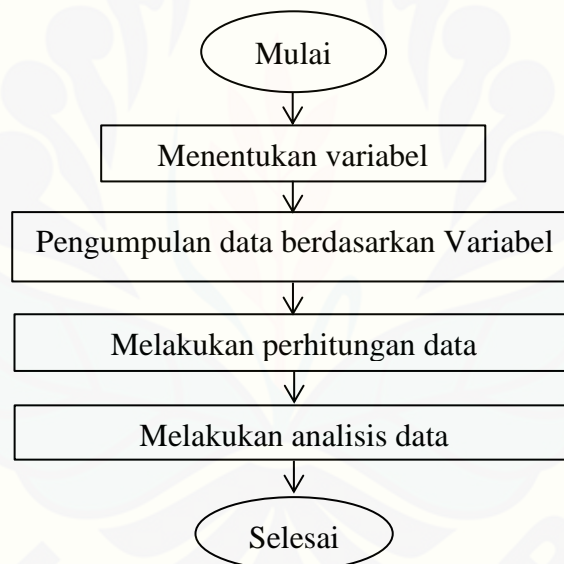 Mulai
Menentukan variabel
Pengumpulan data berdasarkan Variabel
Melakukan perhitungan data
Melakukan analisis data
Selesai